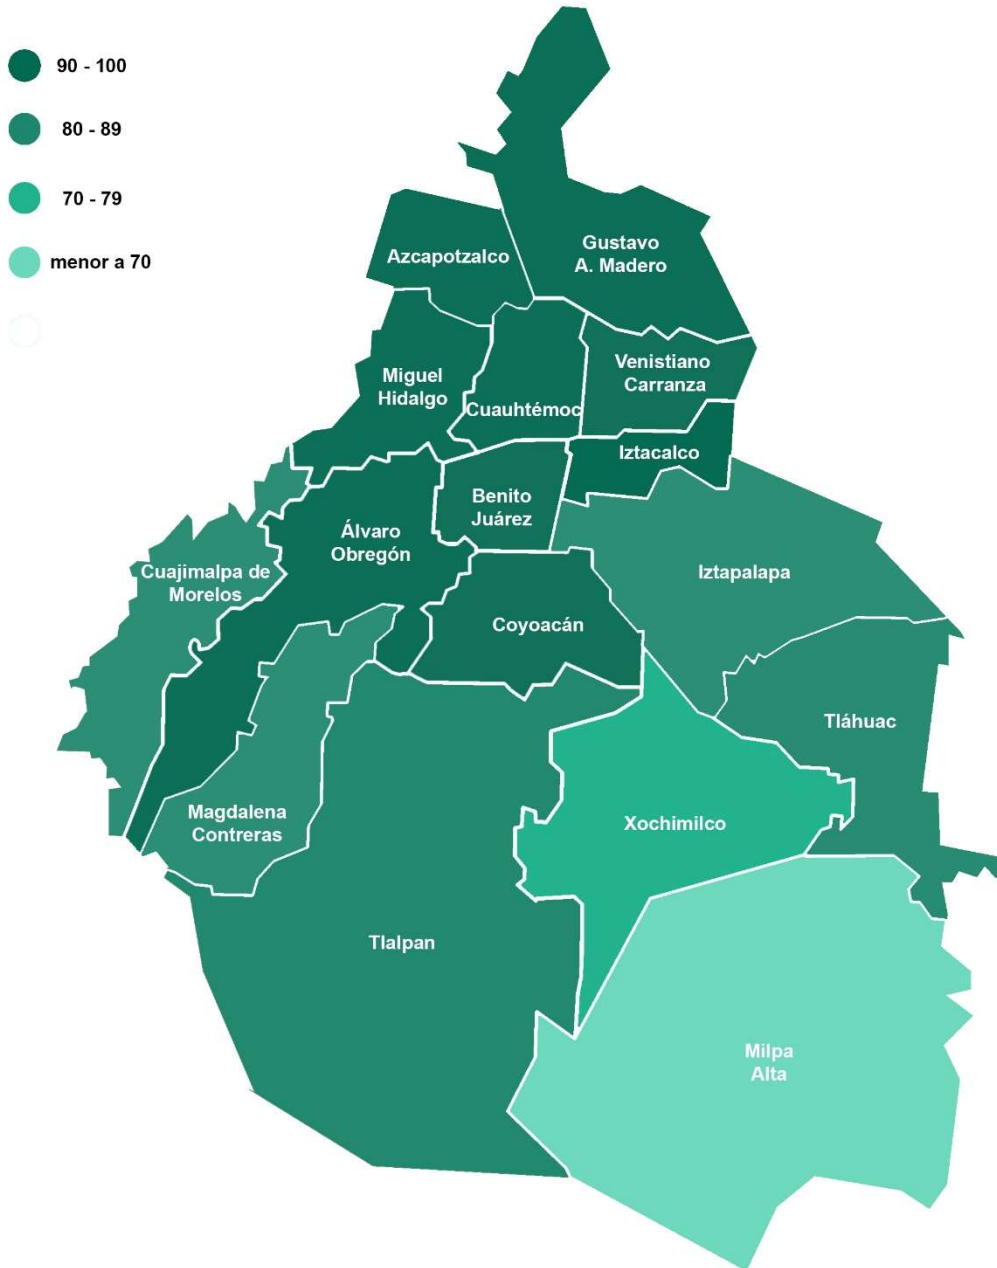 90 - 100
80 - 89
70 - 79
menor a 70
Gustavo
A. Madero
Azcapotzalco
Venistiano
Carranza
Miguel
Hidalgo
Cuauhtémoc
Iztacalco
Benito
Juárez
Álvaro
Obregón
Cuajimalpa de
Morelos
Iztapalapa
Coyoacán
Tláhuac
Magdalena
Contreras
Xochimilco
Tlalpan
Milpa
Alta